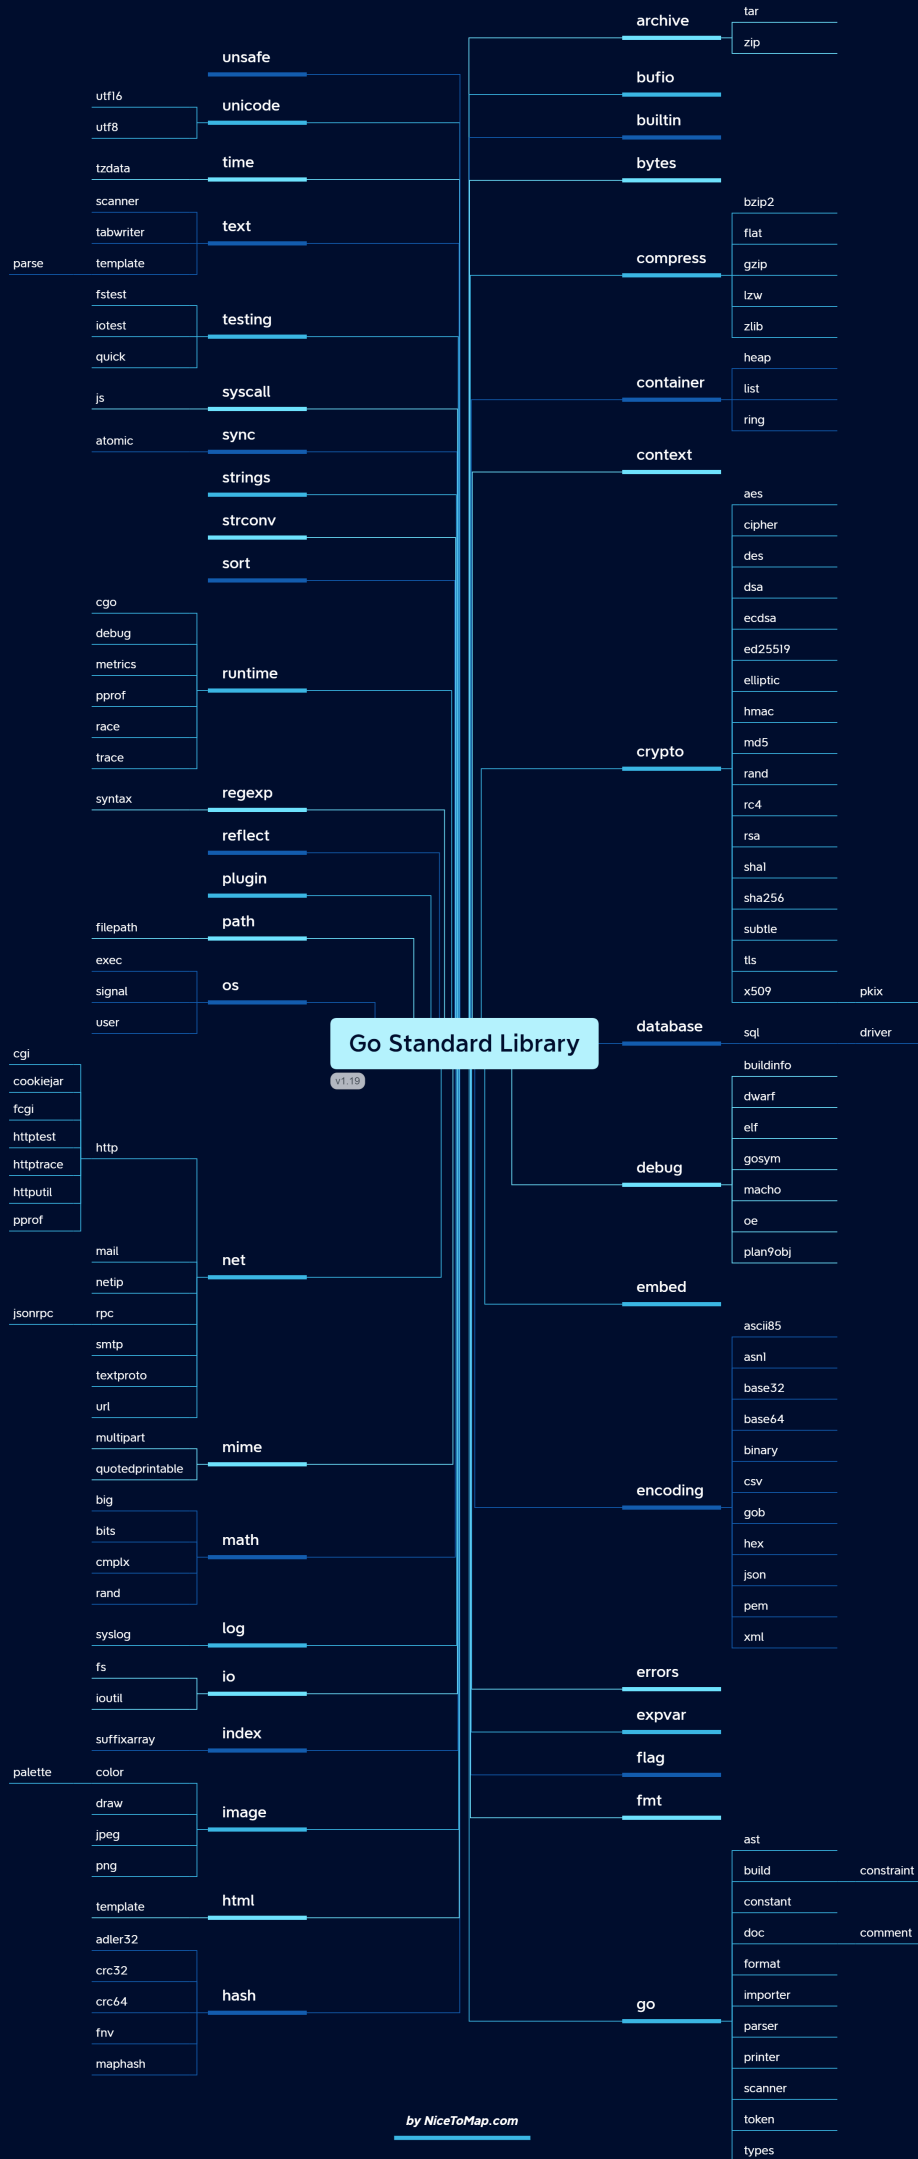 Go Standard Library
v1.19
archive
tar
zip
bufio
builtin
bytes
compress
bzip2
flat
gzip
lzw
zlib
container
heap
list
ring
context
crypto
aes
cipher
des
dsa
ecdsa
ed25519
elliptic
hmac
md5
rand
rc4
rsa
sha1
sha256
subtle
tls
x509
pkix
database
sql
driver
debug
buildinfo
dwarf
elf
gosym
macho
oe
plan9obj
embed
encoding
ascii85
asn1
base32
base64
binary
csv
gob
hex
json
pem
xml
errors
expvar
flag
fmt
go
ast
build
constraint
constant
doc
comment
format
importer
parser
printer
scanner
token
types
unsafe
unicode
utf16
utf8
time
tzdata
text
scanner
tabwriter
template
parse
testing
fstest
iotest
quick
syscall
js
sync
atomic
strings
strconv
sort
runtime
cgo
debug
metrics
pprof
race
trace
regexp
syntax
reflect
plugin
path
filepath
os
exec
signal
user
net
http
cgi
cookiejar
fcgi
httptest
httptrace
httputil
pprof
mail
netip
rpc
jsonrpc
smtp
textproto
url
mime
multipart
quotedprintable
math
big
bits
cmplx
rand
log
syslog
io
fs
ioutil
index
suffixarray
image
color
palette
draw
jpeg
png
html
template
hash
adler32
crc32
crc64
fnv
maphash
by NiceToMap.com